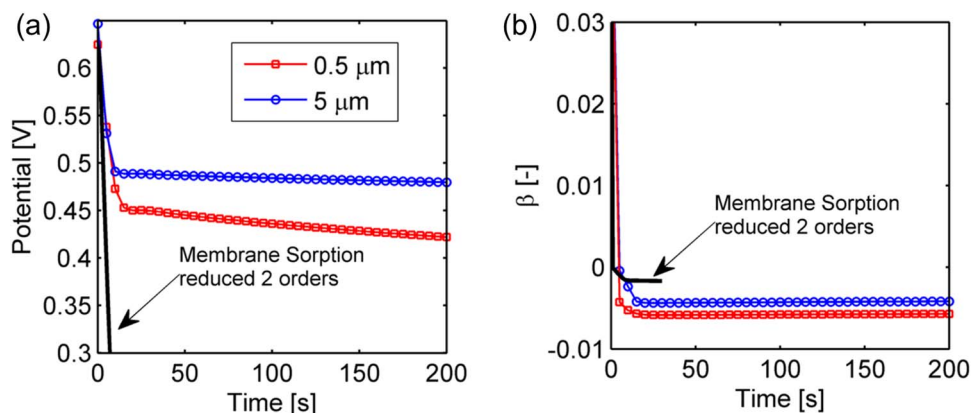 (a)
Potential [V]
0.6
0.55
0.5
0.45
0.4
0.35
0.3
0.5 μm
5 μm
Membrane Sorption
reduced 2 orders
0 50 100 150 200
Time [s]
(b)
β [-]
0.03
0.02
0.01
0
-0.01
Membrane Sorption
reduced 2 orders
0 50 100 150 200
Time [s]